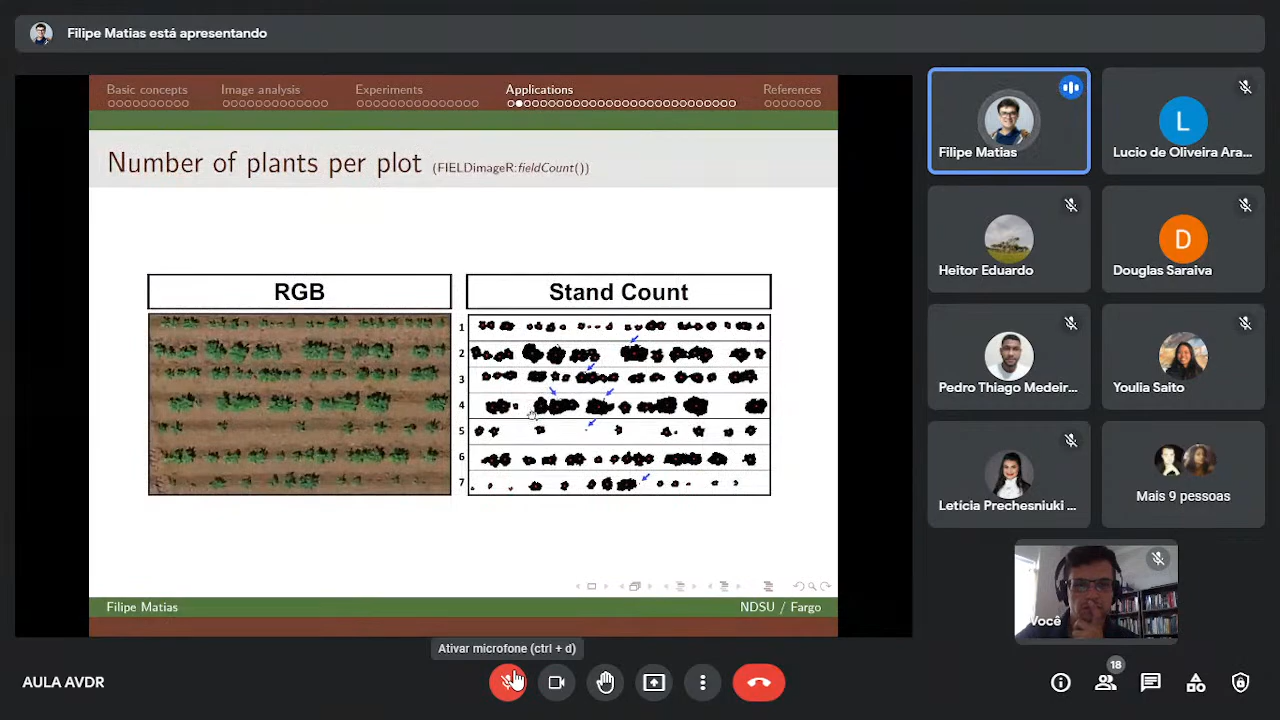 Filipe Matias está apresentando
Basic concepts Image analysis Experiments Applications References
Number of plants per plot (FIELDimageR:fieldCount())
RGB
Stand Count
1
2
3
4
5
6
7
Filipe Matias NDSU / Fargo
Filipe Matias
L
Lucio de Oliveira Ara...
Heitor Eduardo
D
Douglas Saraiva
Pedro Thiago Medeir...
Youlia Saito
Letícia Prechesniuki ...
Mais 9 pessoas
Você
Ativar microfone (ctrl + d)
AULA AVDR
18